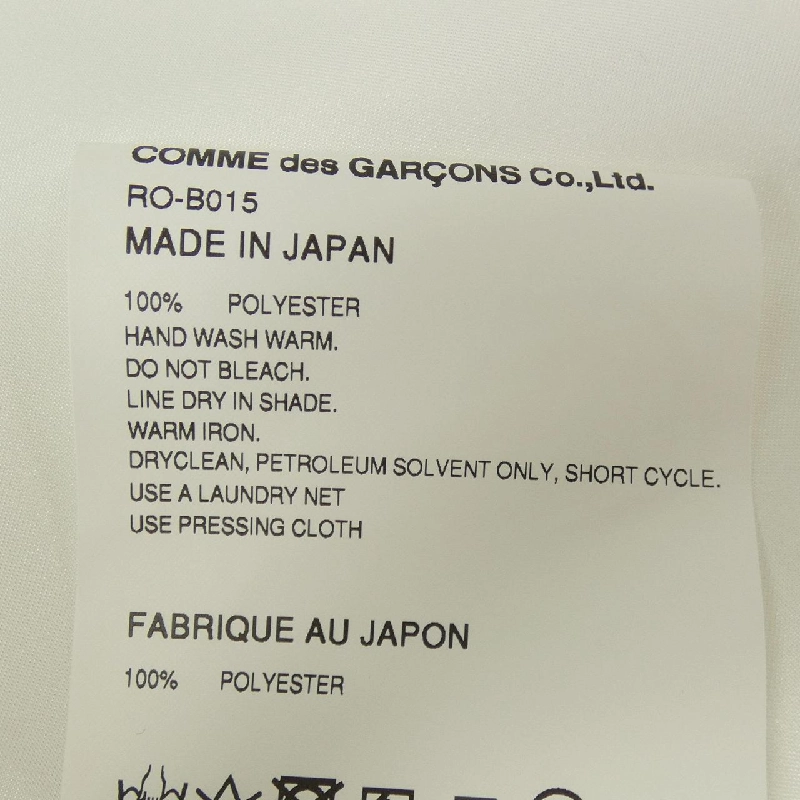 COMME des GARÇONS Co.,Ltd.
RO-B015
MADE IN JAPAN
100% POLYESTER
HAND WASH WARM.
DO NOT BLEACH.
LINE DRY IN SHADE.
WARM IRON.
DRYCLEAN, PETROLEUM SOLVENT ONLY, SHORT CYCLE.
USE A LAUNDRY NET
USE PRESSING CLOTH
FABRIQUE AU JAPON
100% POLYESTER